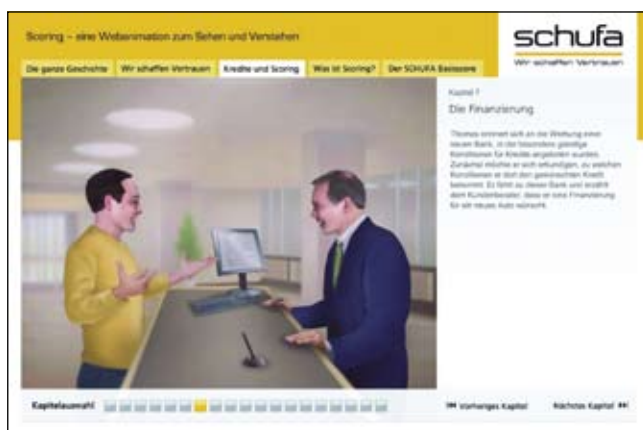 Scoring – eine Webanimation zum Sehen und Verstehen
schufa
Wir schaffen Vertrauen
Die ganze Geschichte Wir schaffen Vertrauen Kredite und Scoring Was ist Scoring? Der SCHUFA Basisscore
Kapitel 7
Die Finanzierung
Thomas erinnert sich an die Werbung einer
neuen Bank, in der besonders günstige
Konditionen für Kredite angeboten wurden.
Zunächst möchte er sich erkundigen, zu welchen
Konditionen er dort den gewünschten Kredit
bekommt. Er fährt zu dieser Bank und erzählt
dem Kundenberater, dass er eine Finanzierung
für ein neues Auto wünscht.
Kapitelauswahl
Vorheriges Kapitel Nächstes Kapitel